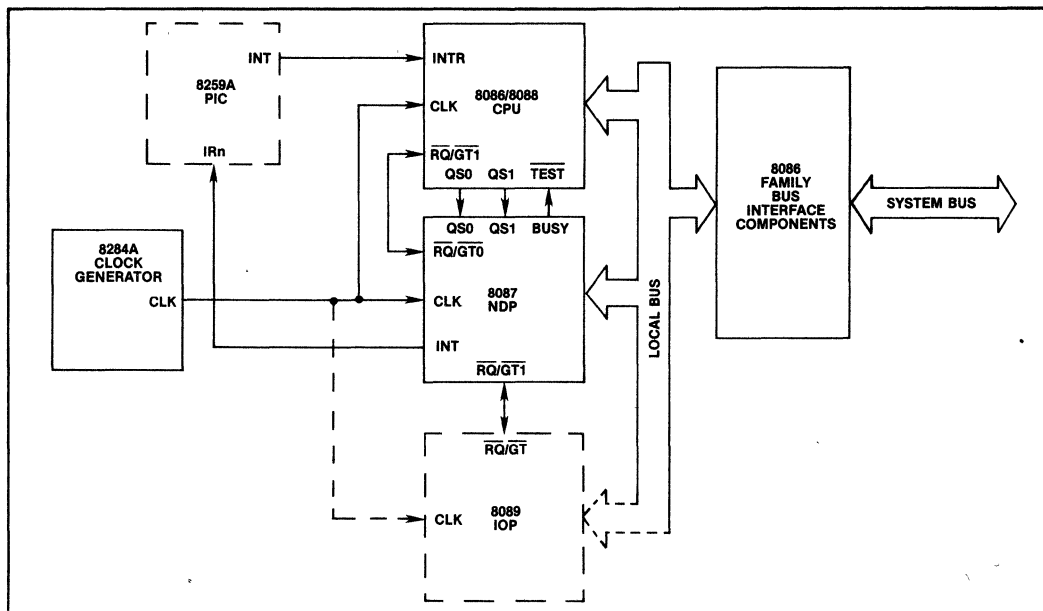 INT
8259A
PIC
IRn
INTR
8086/8088
CPU
CLK
RQ/GT1
QS0 QS1 TEST
QS0 QS1 BUSY
RQ/GT0
8087
NDP
CLK
INT
RQ/GT1
8284A
CLOCK
GENERATOR
CLK
RQ/GT
8089
IOP
CLK
LOCAL BUS
8086
FAMILY
BUS
INTERFACE
COMPONENTS
SYSTEM BUS